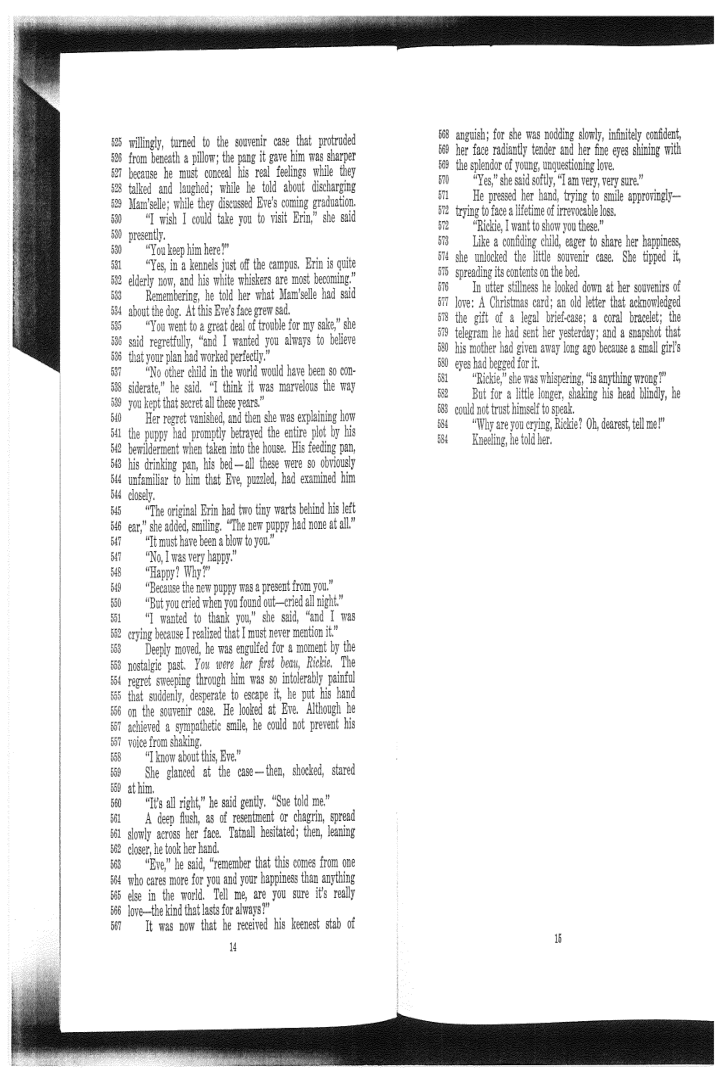 525 willingly, turned to the souvenir case that protruded
526 from beneath a pillow; the pang it gave him was sharper
527 because he must conceal his real feelings while they
528 talked and laughed; while he told about discharging
529 Mam'selle; while they discussed Eve's coming graduation.
530 "I wish I could take you to visit Erin," she said
530 presently.
530 "You keep him here?"
531 "Yes, in a kennels just off the campus. Erin is quite
532 elderly now, and his white whiskers are most becoming."
533 Remembering, he told her what Mam'selle had said
534 about the dog. At this Eve's face grew sad.
535 "You went to a great deal of trouble for my sake," she
536 said regretfully, "and I wanted you always to believe
536 that your plan had worked perfectly."
537 "No other child in the world would have been so con-
538 siderate," he said. "I think it was marvelous the way
539 you kept that secret all these years."
540 Her regret vanished, and then she was explaining how
541 the puppy had promptly betrayed the entire plot by his
542 bewilderment when taken into the house. His feeding pan,
543 his drinking pan, his bed—all these were so obviously
544 unfamiliar to him that Eve, puzzled, had examined him
544 closely.
545 "The original Erin had two tiny warts behind his left
546 ear," she added, smiling. "The new puppy had none at all."
547 "It must have been a blow to you."
547 "No, I was very happy."
548 "Happy? Why?"
549 "Because the new puppy was a present from you."
550 "But you cried when you found out—cried all night."
551 "I wanted to thank you," she said, "and I was
552 crying because I realized that I must never mention it."
553 Deeply moved, he was engulfed for a moment by the
553 nostalgic past. You were her first beau, Rickie. The
554 regret sweeping through him was so intolerably painful
555 that suddenly, desperate to escape it, he put his hand
556 on the souvenir case. He looked at Eve. Although he
557 achieved a sympathetic smile, he could not prevent his
557 voice from shaking.
558 "I know about this, Eve."
559 She glanced at the case—then, shocked, stared
559 at him.
560 "It's all right," he said gently. "Sue told me."
561 A deep flush, as of resentment or chagrin, spread
561 slowly across her face. Tatnall hesitated; then, leaning
562 closer, he took her hand.
563 "Eve," he said, "remember that this comes from one
564 who cares more for you and your happiness than anything
565 else in the world. Tell me, are you sure it's really
566 love—the kind that lasts for always?"
567 It was now that he received his keenest stab of
14
568 anguish; for she was nodding slowly, infinitely confident,
569 her face radiantly tender and her fine eyes shining with
569 the splendor of young, unquestioning love.
570 "Yes," she said softly, "I am very, very sure."
571 He pressed her hand, trying to smile approvingly—
572 trying to face a lifetime of irrevocable loss.
572 "Rickie, I want to show you these."
573 Like a confiding child, eager to share her happiness,
574 she unlocked the little souvenir case. She tipped it,
575 spreading its contents on the bed.
576 In utter stillness he looked down at her souvenirs of
577 love: A Christmas card; an old letter that acknowledged
578 the gift of a legal brief-case; a coral bracelet; the
579 telegram he had sent her yesterday; and a snapshot that
580 his mother had given away long ago because a small girl's
580 eyes had begged for it.
581 "Rickie," she was whispering, "is anything wrong?"
582 But for a little longer, shaking his head blindly, he
583 could not trust himself to speak.
584 "Why are you crying, Rickie? Oh, dearest, tell me!"
584 Kneeling, he told her.
15